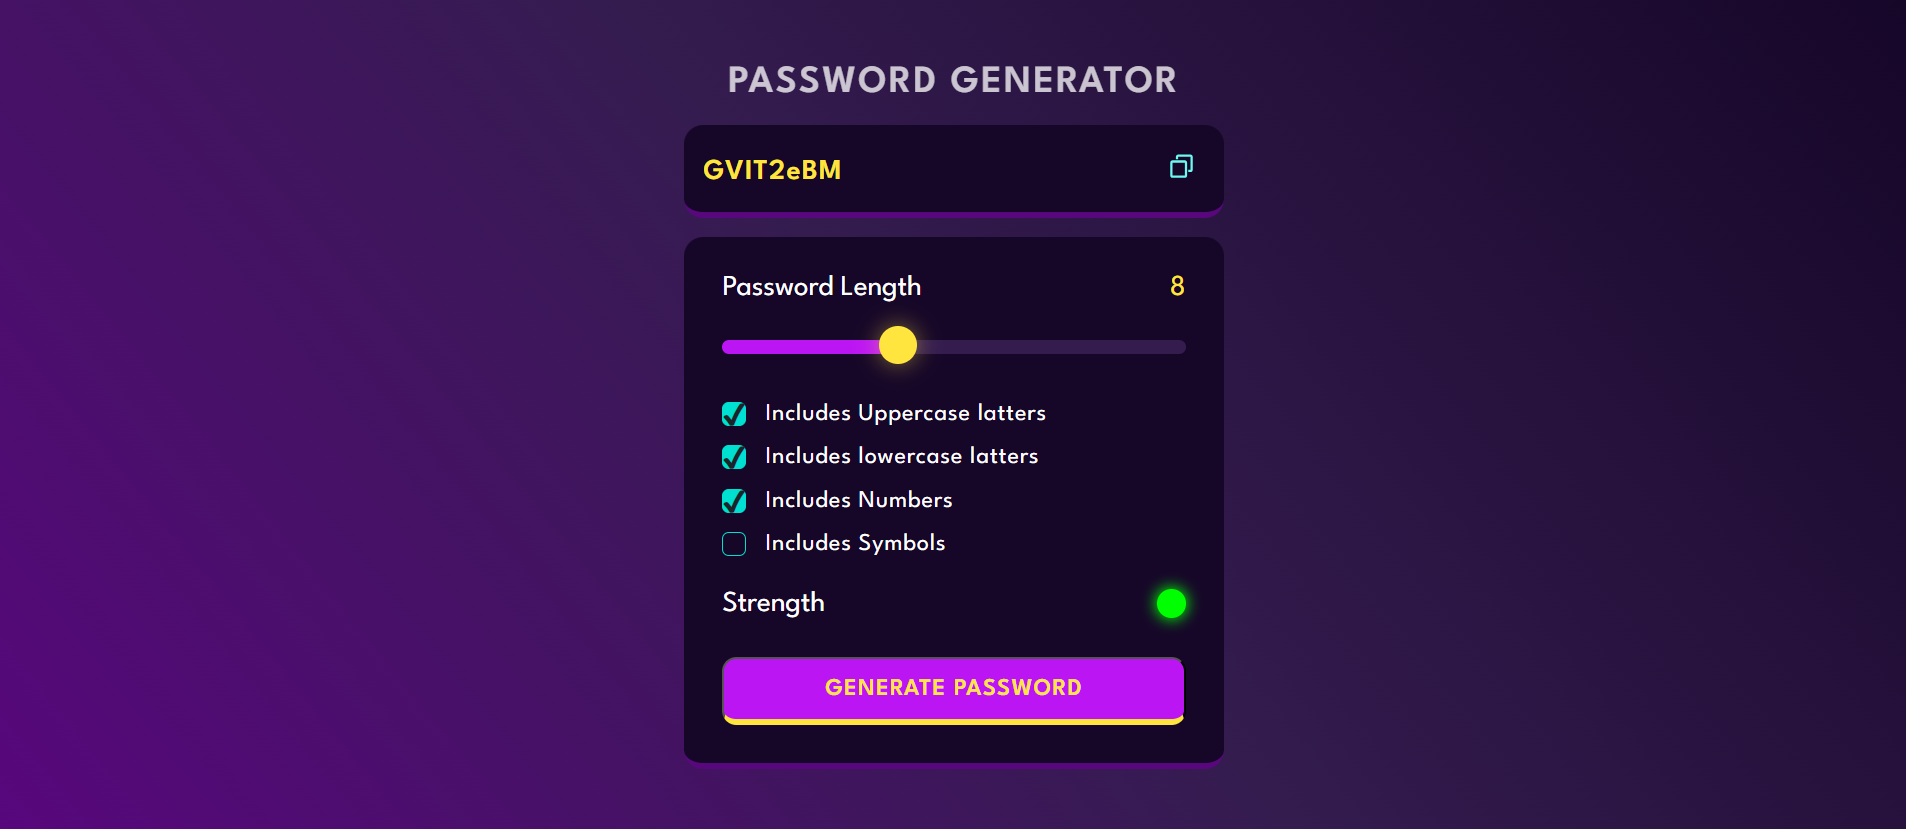 PASSWORD GENERATOR
GVIT2eBM
Password Length 8
Includes Uppercase latters
Includes lowercase latters
Includes Numbers
Includes Symbols
Strength
GENERATE PASSWORD